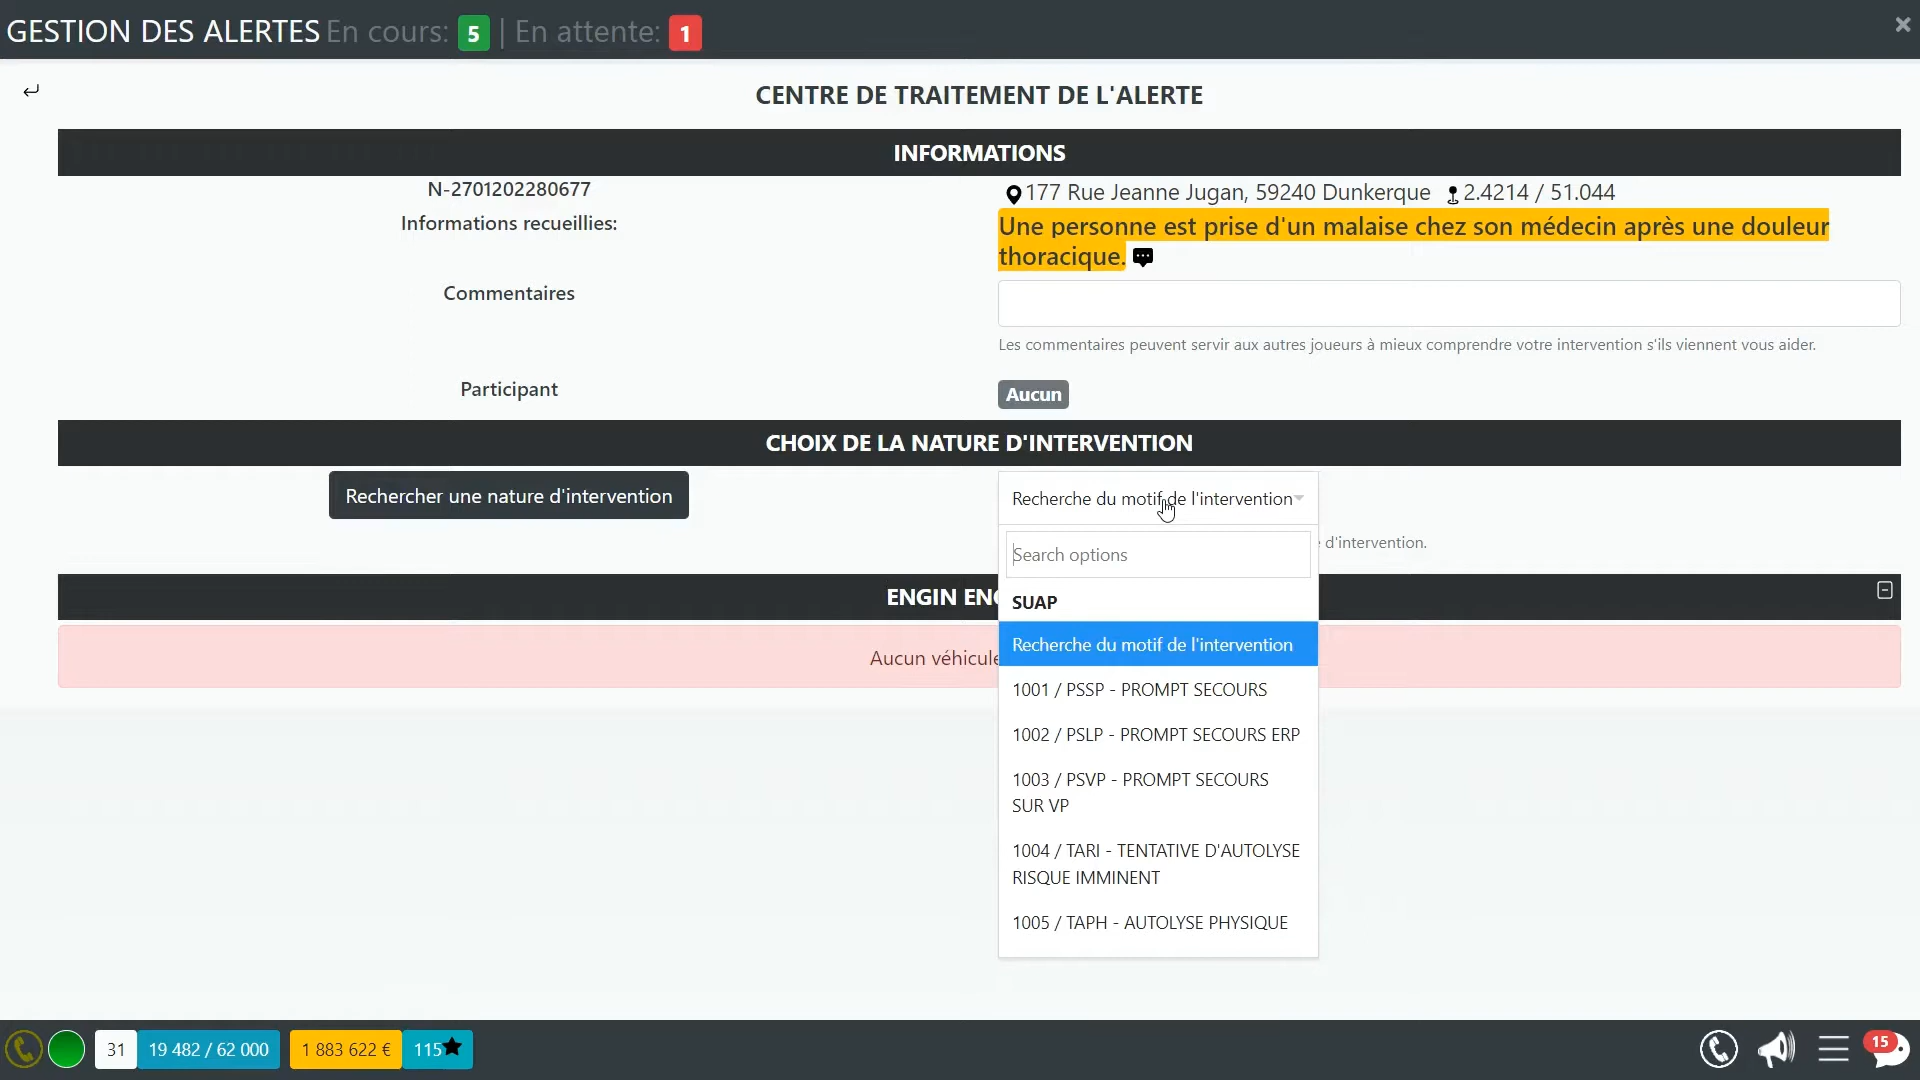 GESTION DES ALERTES En cours: 5 | En attente: 1
CENTRE DE TRAITEMENT DE L'ALERTE
INFORMATIONS
N-2701202280677
177 Rue Jeanne Jugan, 59240 Dunkerque 2.4214 / 51.044
Informations recueillies:
Une personne est prise d'un malaise chez son médecin après une douleur
thoracique.
Commentaires
Les commentaires peuvent servir aux autres joueurs à mieux comprendre votre intervention s'ils viennent vous aider.
Participant
Aucun
CHOIX DE LA NATURE D'INTERVENTION
Rechercher une nature d'intervention
Recherche du motif de l'intervention
d'intervention.
Search options
ENGIN
SUAP
Recherche du motif de l'intervention
Aucun véhicule
1001 / PSSP - PROMPT SECOURS
1002 / PSLP - PROMPT SECOURS ERP
1003 / PSVP - PROMPT SECOURS
SUR VP
1004 / TARI - TENTATIVE D'AUTOLYSE
RISQUE IMMINENT
1005 / TAPH - AUTOLYSE PHYSIQUE
31 19 482 / 62 000 1 883 622 € 115 15